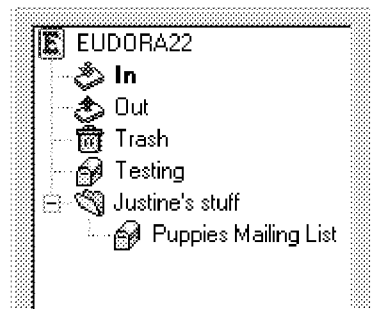 E EUDORA22
In
Out
Trash
Testing
Justine's stuff
Puppies Mailing List